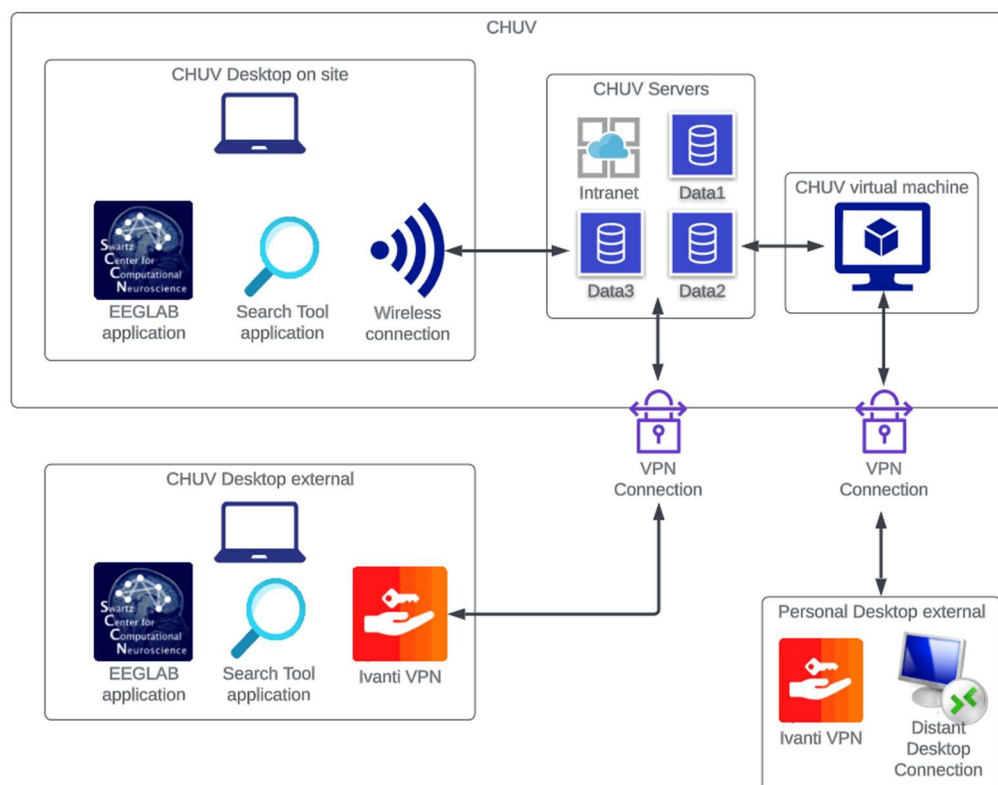 CHUV
CHUV Desktop on site
Swartz
Center for
Computational
Neuroscience
EEGLAB
application
Search Tool
application
Wireless
connection
CHUV Servers
Intranet
Data1
Data3
Data2
CHUV virtual machine
VPN
Connection
VPN
Connection
CHUV Desktop external
Swartz
Center for
Computational
Neuroscience
EEGLAB
application
Search Tool
application
Ivanti VPN
Personal Desktop external
Ivanti VPN
Distant
Desktop
Connection